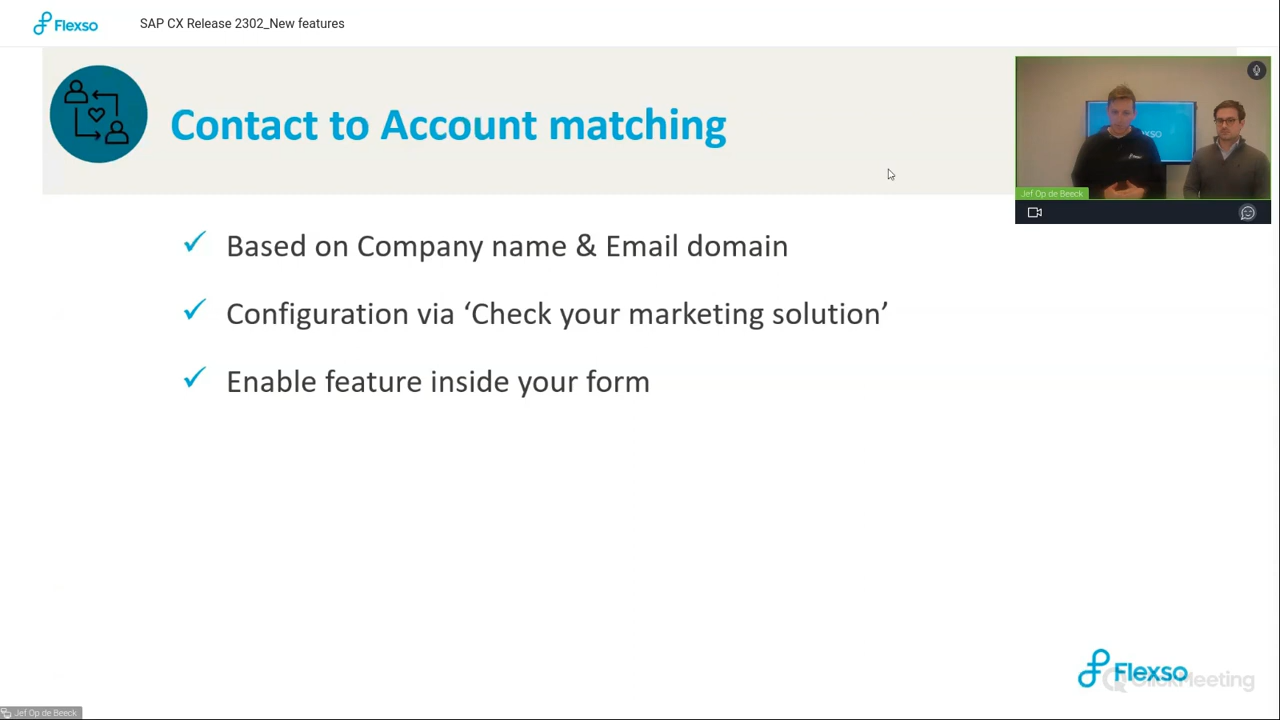 Flexso
SAP CX Release 2302_New features
Contact to Account matching
Jef Op de Beeck
✓ Based on Company name & Email domain
✓ Configuration via ‘Check your marketing solution’
✓ Enable feature inside your form
Flexso
ClickMeeting
Jef Op de Beeck